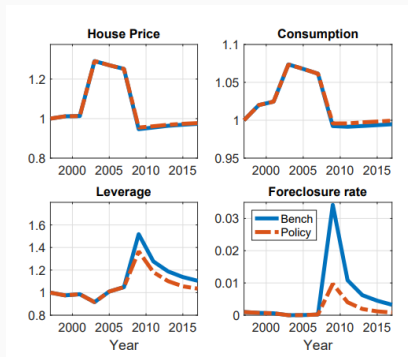 House Price
1.2
1
0.8
2000 2005 2010 2015
Consumption
1.1
1.05
1
0.95
2000 2005 2010 2015
Leverage
1.6
1.4
1.2
1
0.8
2000 2005 2010 2015
Year
Foreclosure rate
0.03
0.02
0.01
0
Bench
Policy
2000 2005 2010 2015
Year